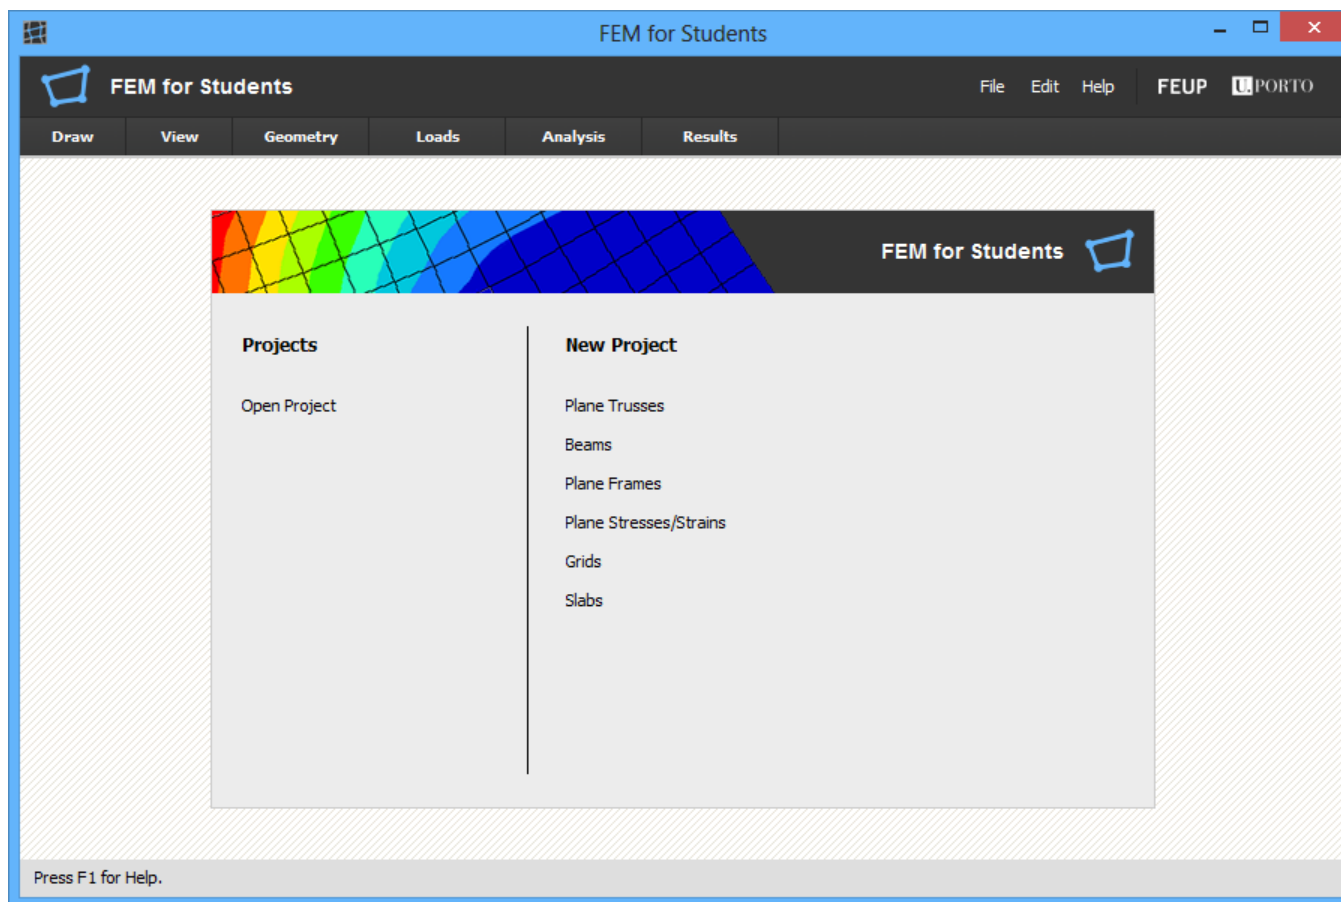 FEM for Students
FEM for Students File Edit Help FEUP U.PORTO
Draw View Geometry Loads Analysis Results
FEM for Students
Projects
Open Project
New Project
Plane Trusses
Beams
Plane Frames
Plane Stresses/Strains
Grids
Slabs
Press F1 for Help.